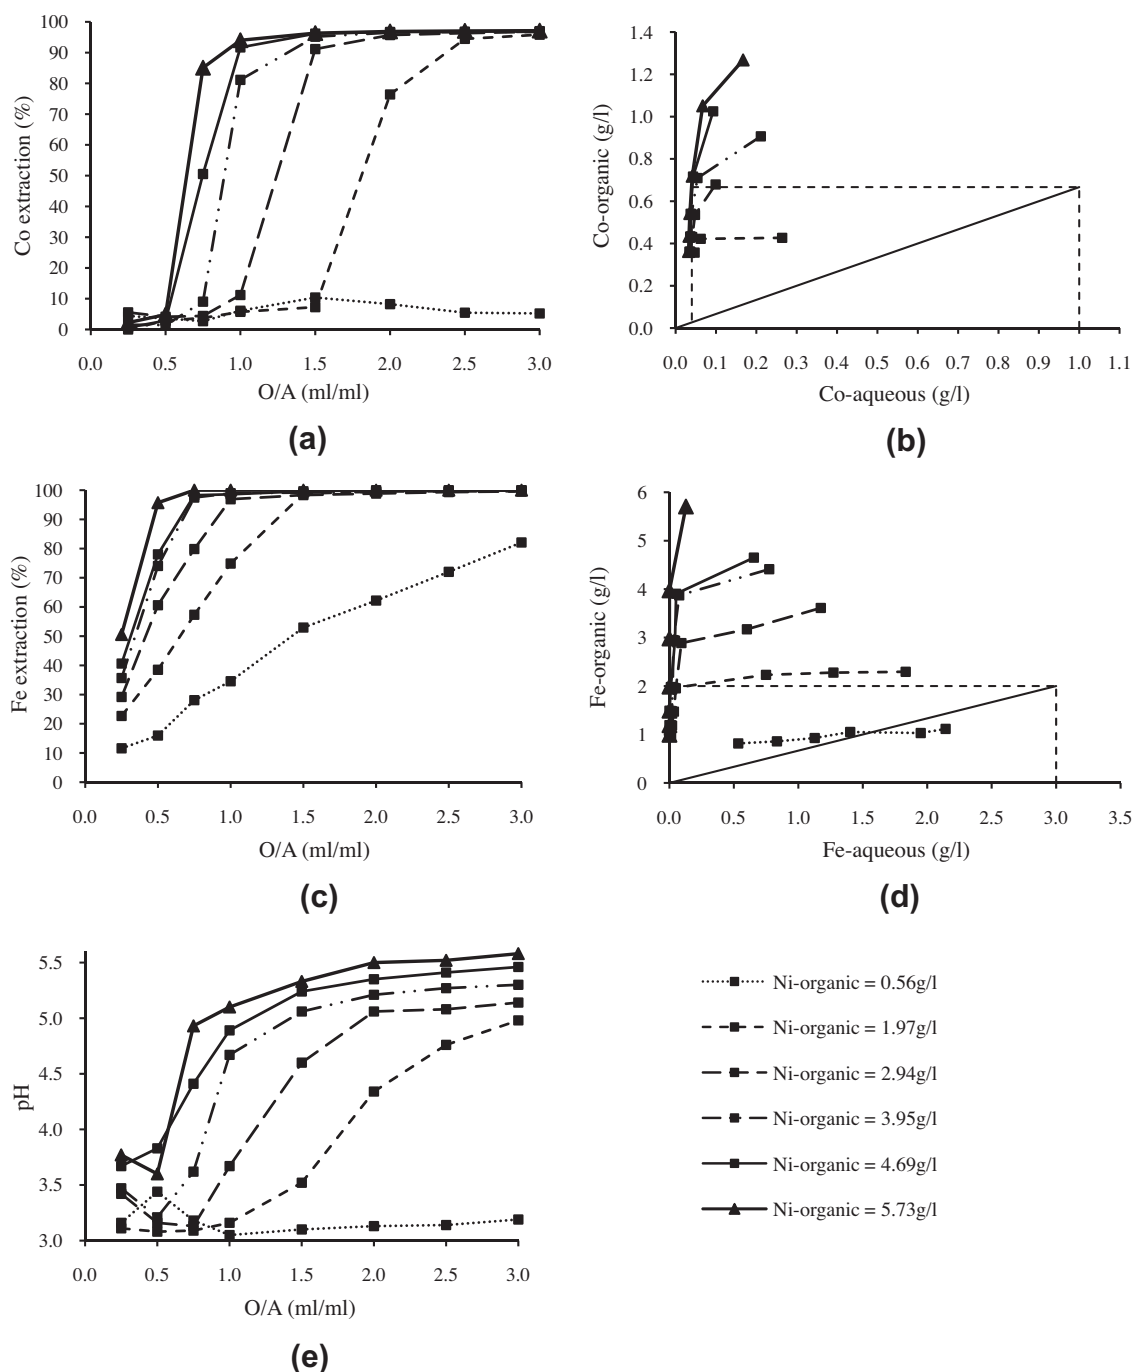 100
90
80
70
60
50
40
30
20
10
0
Co extraction (%)
0.0 0.5 1.0 1.5 2.0 2.5 3.0
O/A (ml/ml)
(a)
1.4
1.2
1.0
0.8
0.6
0.4
0.2
0.0
Co-organic (g/l)
0.0 0.1 0.2 0.3 0.4 0.5 0.6 0.7 0.8 0.9 1.0 1.1
Co-aqueous (g/l)
(b)
100
90
80
70
60
50
40
30
20
10
0
Fe extraction (%)
0.0 0.5 1.0 1.5 2.0 2.5 3.0
O/A (ml/ml)
(c)
6
5
4
3
2
1
0
Fe-organic (g/l)
0.0 0.5 1.0 1.5 2.0 2.5 3.0 3.5
Fe-aqueous (g/l)
(d)
5.5
5.0
4.5
4.0
3.5
3.0
pH
0.0 0.5 1.0 1.5 2.0 2.5 3.0
O/A (ml/ml)
(e)
Ni-organic = 0.56g/l
Ni-organic = 1.97g/l
Ni-organic = 2.94g/l
Ni-organic = 3.95g/l
Ni-organic = 4.69g/l
Ni-organic = 5.73g/l